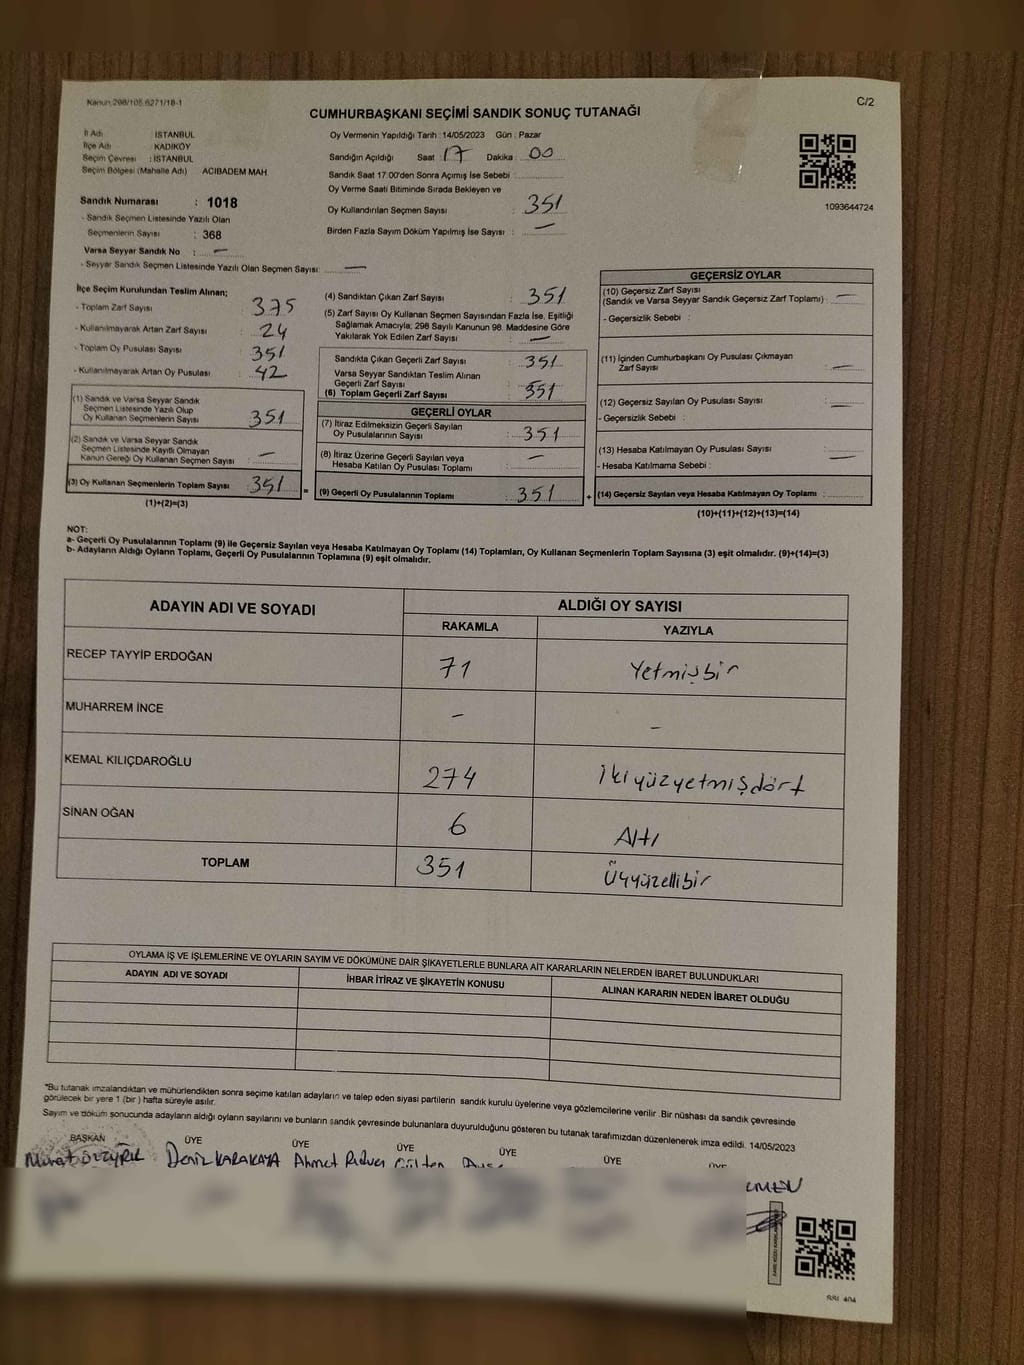 Kanun:298/105,6271/18-1
C/2
CUMHURBAŞKANI SEÇİMİ SANDIK SONUÇ TUTANAĞI
İl Adı : İSTANBUL
İlçe Adı : KADIKÖY
Seçim Çevresi : İSTANBUL
Seçim Bölgesi (Mahalle Adı) ACIBADEM MAH.
Sandık Numarası : 1018
- Sandık Seçmen Listesinde Yazılı Olan
Seçmenlerin Sayısı : 368
Varsa Seyyar Sandık No : —
- Seyyar Sandık Seçmen Listesinde Yazılı Olan Seçmen Sayısı: —
Oy Vermenin Yapıldığı Tarih :14/05/2023 Gün : Pazar
Sandığın Açıldığı Saat 17 Dakika : 00
Sandık Saat 17:00'den Sonra Açımış İse Sebebi :
Oy Verme Saati Bitiminde Sırada Bekleyen ve
Oy Kullandırılan Seçmen Sayısı : 351
Birden Fazla Sayım Döküm Yapılmış İse Sayısı : —
1093644724
İlçe Seçim Kurulundan Teslim Alınan;
- Toplam Zarf Sayısı : 375
- Kullanılmayarak Artan Zarf Sayısı : 24
- Toplam Oy Pusulası Sayısı : 351
- Kullanılmayarak Artan Oy Pusulası : 42
(1) Sandık ve Varsa Seyyar Sandık
Seçmen Listesinde Yazılı Olup
Oy Kullanan Seçmenlerin Sayısı : 351
(2) Sandık ve Varsa Seyyar Sandık
Seçmen Listesinde Kayıtlı Olmayan
Kanun Gereği Oy Kullanan Seçmen Sayısı : —
(3) Oy Kullanan Seçmenlerin Toplam Sayısı : 351
(1)+(2)=(3)
(4) Sandıktan Çıkan Zarf Sayısı : 351
(5) Zarf Sayısı Oy Kullanan Seçmen Sayısından Fazla İse, Eşitliği
Sağlamak Amacıyla; 298 Sayılı Kanunun 98. Maddesine Göre
Yakılarak Yok Edilen Zarf Sayısı : —
Sandıkta Çıkan Geçerli Zarf Sayısı : 351
Varsa Seyyar Sandıktan Teslim Alınan
Geçerli Zarf Sayısı :
(6) Toplam Geçerli Zarf Sayısı : 351
GEÇERLİ OYLAR
(7) İtiraz Edilmeksizin Geçerli Sayılan
Oy Pusulalarının Sayısı : 351
(8) İtiraz Üzerine Geçerli Sayılan veya
Hesaba Katılan Oy Pusulası Toplamı : —
= (9) Geçerli Oy Pusulalarının Toplamı : 351
GEÇERSİZ OYLAR
(10) Geçersiz Zarf Sayısı
(Sandık ve Varsa Seyyar Sandık Geçersiz Zarf Toplamı) : —
- Geçersizlik Sebebi :
(11) İçinden Cumhurbaşkanı Oy Pusulası Çıkmayan
Zarf Sayısı : —
(12) Geçersiz Sayılan Oy Pusulası Sayısı : —
- Geçersizlik Sebebi :
(13) Hesaba Katılmayan Oy Pusulası Sayısı : —
- Hesaba Katılmama Sebebi :
+ (14) Geçersiz Sayılan veya Hesaba Katılmayan Oy Toplamı :
(10)+(11)+(12)+(13)=(14)
NOT:
a- Geçerli Oy Pusulalarının Toplamı (9) ile Geçersiz Sayılan veya Hesaba Katılmayan Oy Toplamı (14) Toplamları, Oy Kullanan Seçmenlerin Toplam Sayısına (3) eşit olmalıdır. (9)+(14)=(3)
b- Adayların Aldığı Oyların Toplamı, Geçerli Oy Pusulalarının Toplamına (9) eşit olmalıdır.
ADAYIN ADI VE SOYADI ALDIĞI OY SAYISI
RAKAMLA YAZIYLA
RECEP TAYYİP ERDOĞAN 71 Yetmişbir
MUHARREM İNCE - -
KEMAL KILIÇDAROĞLU 274 İkiyüzyetmişdört
SİNAN OĞAN 6 Altı
TOPLAM 351 Üçyüzellibir
OYLAMA İŞ VE İŞLEMLERİNE VE OYLARIN SAYIM VE DÖKÜMÜNE DAİR ŞİKAYETLERLE BUNLARA AİT KARARLARIN NELERDEN İBARET BULUNDUKLARI
ADAYIN ADI VE SOYADI İHBAR İTİRAZ VE ŞİKAYETİN KONUSU ALINAN KARARIN NEDEN İBARET OLDUĞU
*Bu tutanak imzalandıktan ve mühürlendikten sonra seçime katılan adayların ve talep eden siyasi partilerin sandık kurulu üyelerine veya gözlemcilerine verilir .Bir nüshası da sandık çevresinde
görülecek bir yere 1 (bir) hafta süreyle asılır.
Sayım ve döküm sonucunda adayların aldığı oyların sayılarını ve bunların sandık çevresinde bulunanlara duyurulduğunu gösteren bu tutanak tarafımızdan düzenlenerek imza edildi. 14/05/2023
BAŞKAN ÜYE ÜYE ÜYE ÜYE ÜYE ÜYE
Murat DENİZ KARAKAYA Ahmet Gülten